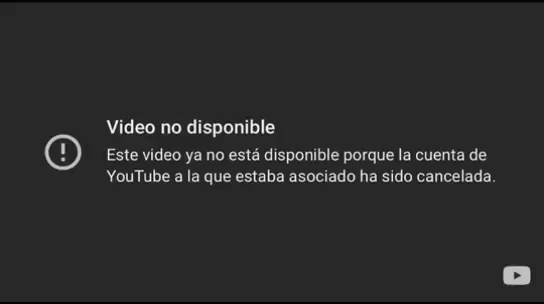 Video no disponible
Este video ya no está disponible porque la cuenta de
YouTube a la que estaba asociado ha sido cancelada.